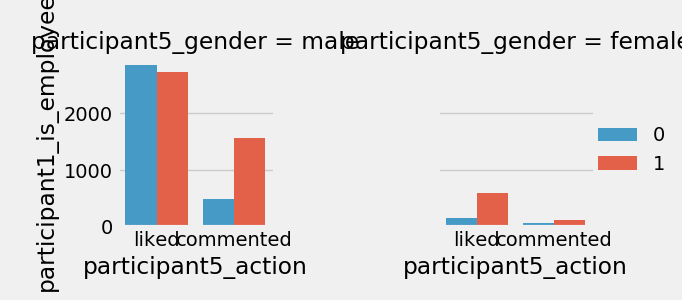 participant5_gender = male
participant5_gender = female
participant1_is_employee
2000
1000
0
liked
commented
liked
commented
participant5_action
participant5_action
0
1